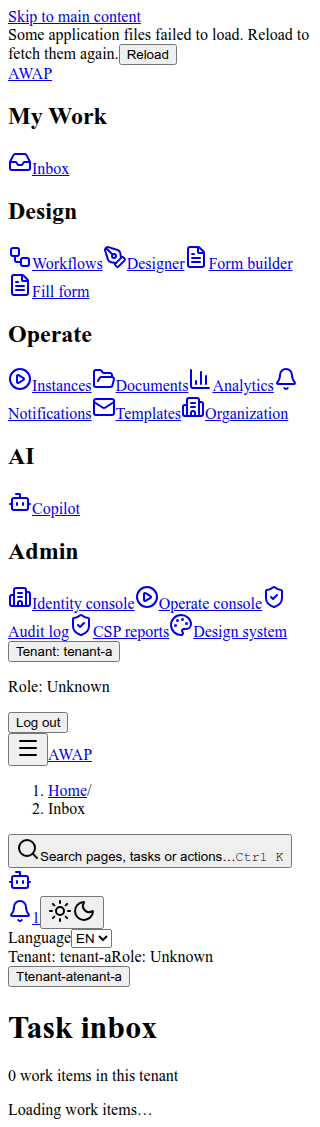 Skip to main content
Some application files failed to load. Reload to
fetch them again. Reload
AWAP
My Work
Inbox
Design
Workflows Designer Form builder
Fill form
Operate
Instances Documents Analytics
Notifications Templates Organization
AI
Copilot
Admin
Identity console Operate console
Audit log CSP reports Design system
Tenant: tenant-a
Role: Unknown
Log out
AWAP
1. Home/
2. Inbox
Search pages, tasks or actions…Ctrl K
1
Language EN
Tenant: tenant-aRole: Unknown
Ttenant-atenant-a
Task inbox
0 work items in this tenant
Loading work items…